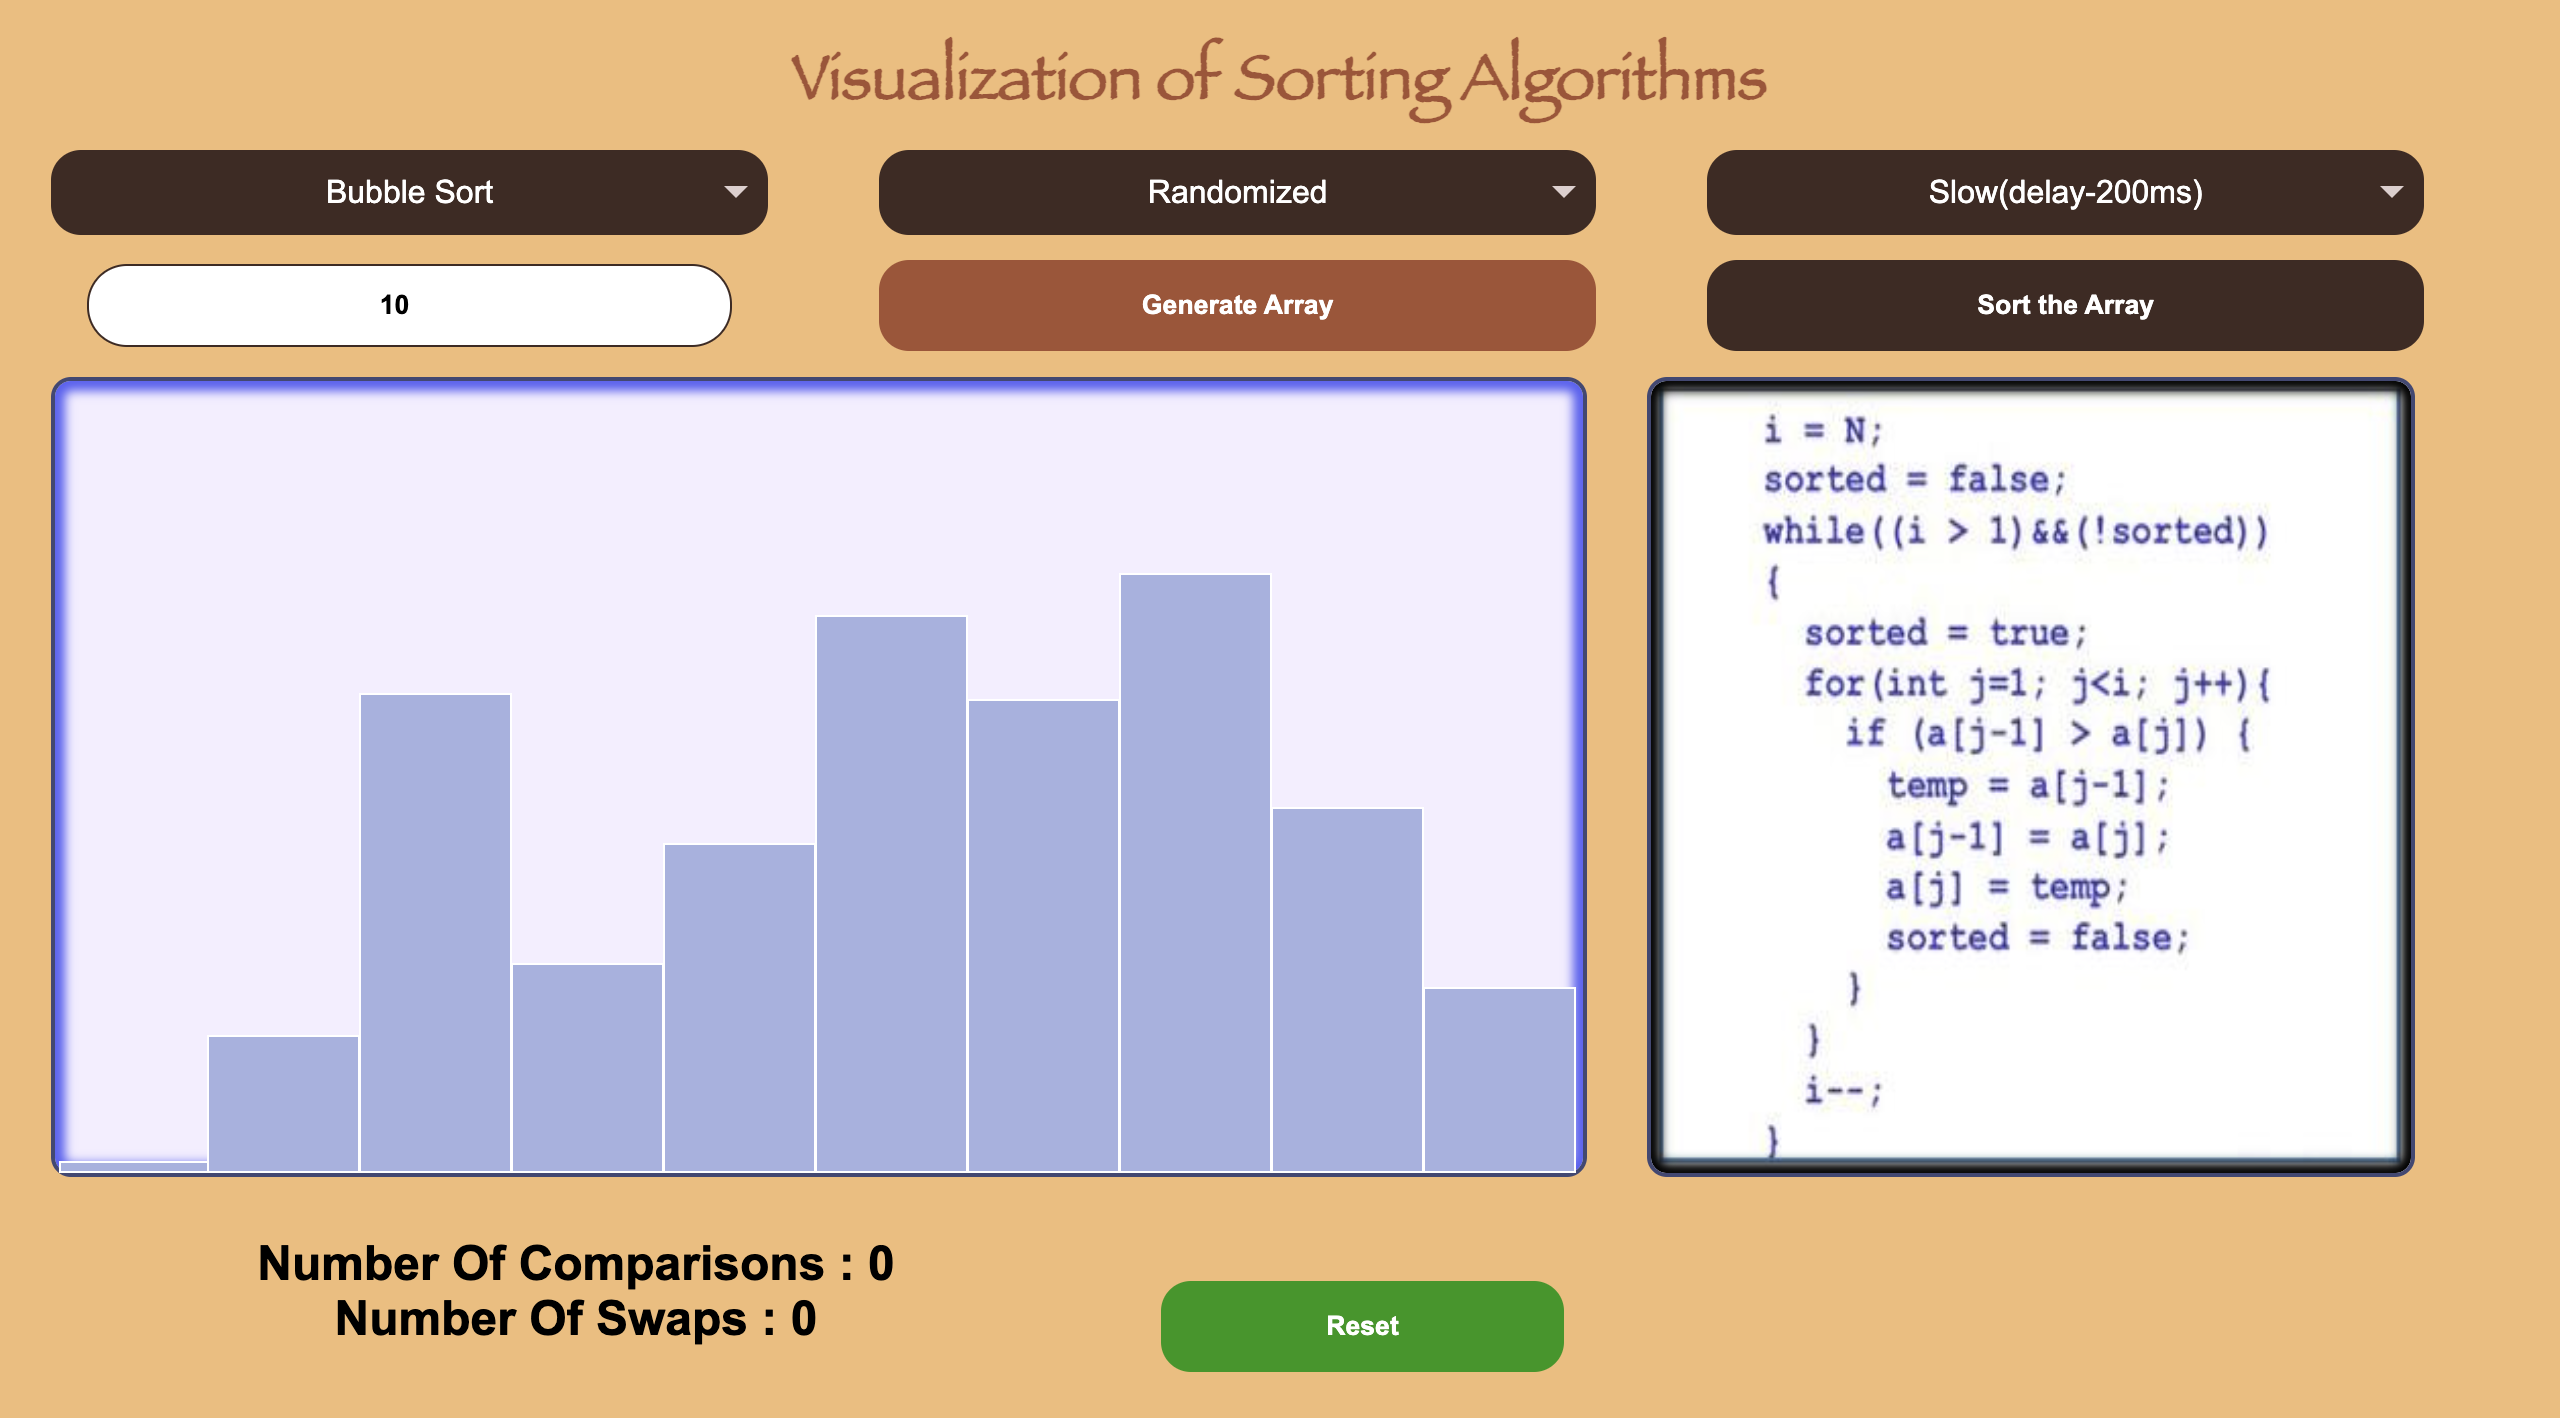 Visualization of Sorting Algorithms
Bubble Sort
Randomized
Slow(delay-200ms)
10
Generate Array
Sort the Array
i = N;
sorted = false;
while((i > 1)&&(!sorted))
{
sorted = true;
for(int j=1; j<i; j++){
if (a[j-1] > a[j]) {
temp = a[j-1];
a[j-1] = a[j];
a[j] = temp;
sorted = false;
}
}
i--;
}
Number Of Comparisons : 0
Number Of Swaps : 0
Reset